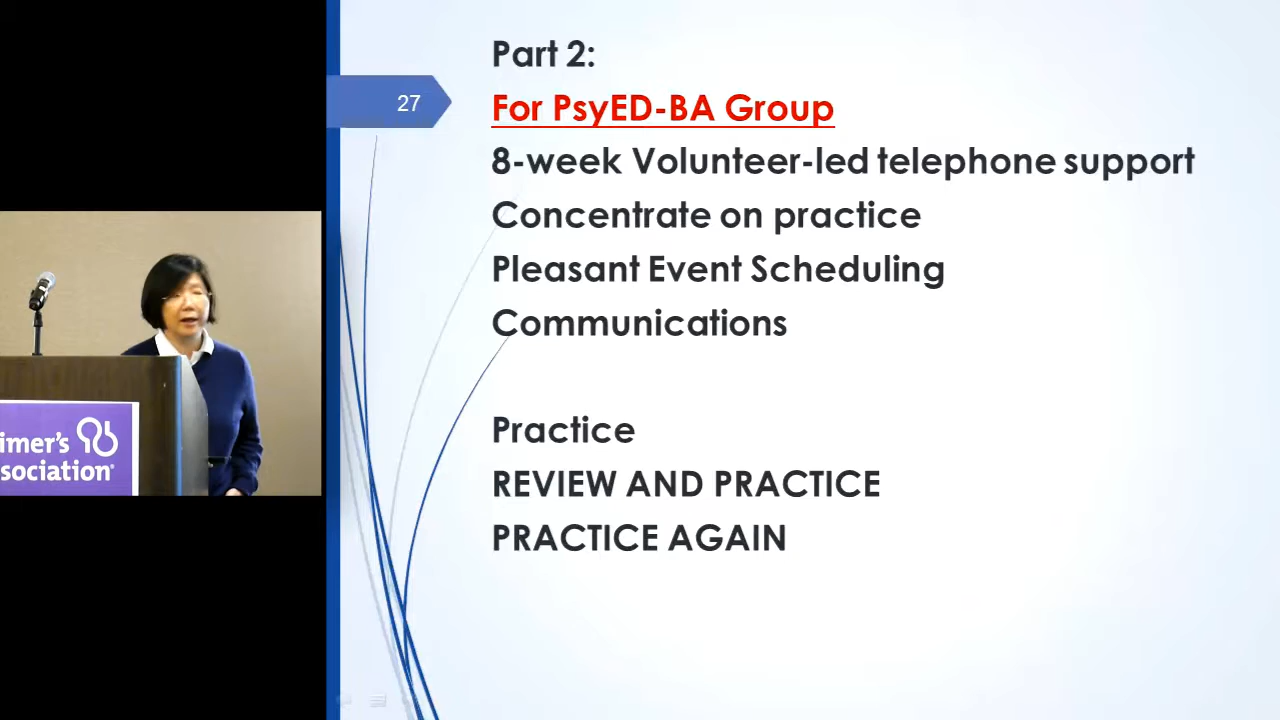 Part 2:
27
For PsyED-BA Group
8-week Volunteer-led telephone support
Concentrate on practice
Pleasant Event Scheduling
Communications
Practice
REVIEW AND PRACTICE
PRACTICE AGAIN
imer's
sociation